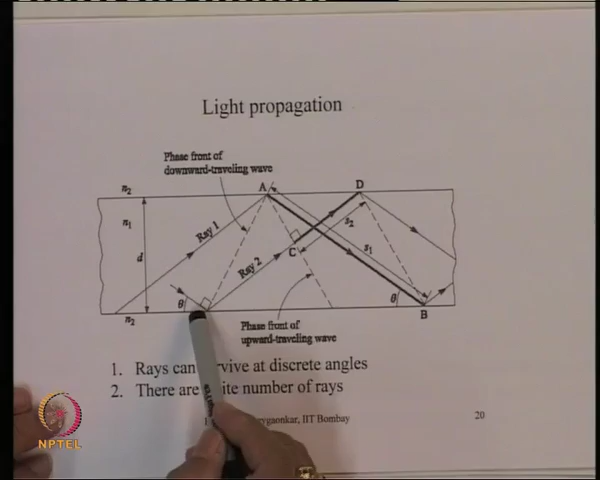 Light propagation
Phase front of
downward-traveling wave
n₂
A
D
n₁
Ray 1
s₂
d
s₁
C
Ray 2
θ
θ
n₂
B
Phase front of
upward-traveling wave
1. Rays can vive at discrete angles
2. There are ite number of rays
NPTEL
IIT Bombay
20